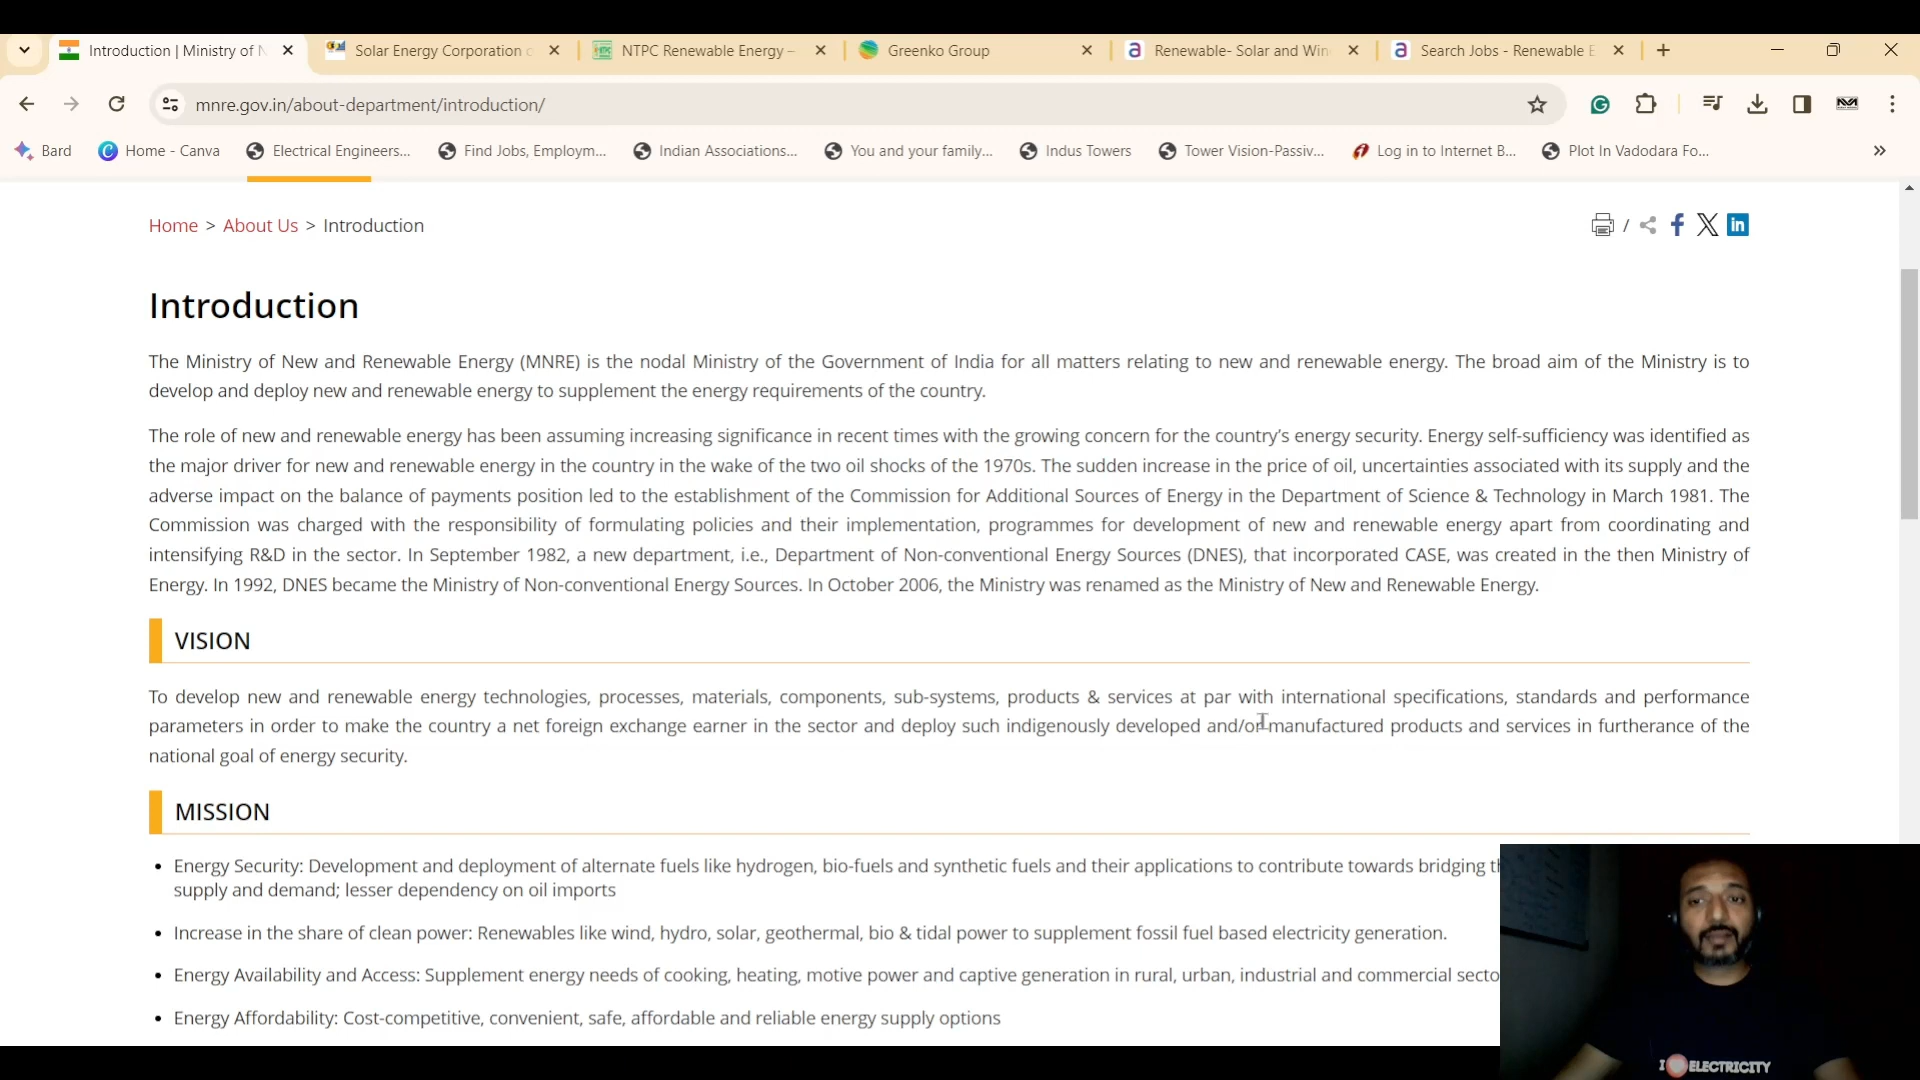 Introduction | Ministry of N
Solar Energy Corporation o
NTPC Renewable Energy –
Greenko Group
Renewable- Solar and Win
Search Jobs - Renewable E
mnre.gov.in/about-department/introduction/
Bard
Home - Canva
Electrical Engineers...
Find Jobs, Employm...
Indian Associations...
You and your family...
Indus Towers
Tower Vision-Passiv...
Log in to Internet B...
Plot In Vadodara Fo...
Home > About Us > Introduction
Introduction
The Ministry of New and Renewable Energy (MNRE) is the nodal Ministry of the Government of India for all matters relating to new and renewable energy. The broad aim of the Ministry is to
develop and deploy new and renewable energy to supplement the energy requirements of the country.
The role of new and renewable energy has been assuming increasing significance in recent times with the growing concern for the country's energy security. Energy self-sufficiency was identified as
the major driver for new and renewable energy in the country in the wake of the two oil shocks of the 1970s. The sudden increase in the price of oil, uncertainties associated with its supply and the
adverse impact on the balance of payments position led to the establishment of the Commission for Additional Sources of Energy in the Department of Science & Technology in March 1981. The
Commission was charged with the responsibility of formulating policies and their implementation, programmes for development of new and renewable energy apart from coordinating and
intensifying R&D in the sector. In September 1982, a new department, i.e., Department of Non-conventional Energy Sources (DNES), that incorporated CASE, was created in the then Ministry of
Energy. In 1992, DNES became the Ministry of Non-conventional Energy Sources. In October 2006, the Ministry was renamed as the Ministry of New and Renewable Energy.
VISION
To develop new and renewable energy technologies, processes, materials, components, sub-systems, products & services at par with international specifications, standards and performance
parameters in order to make the country a net foreign exchange earner in the sector and deploy such indigenously developed and/or manufactured products and services in furtherance of the
national goal of energy security.
MISSION
Energy Security: Development and deployment of alternate fuels like hydrogen, bio-fuels and synthetic fuels and their applications to contribute towards bridging
supply and demand; lesser dependency on oil imports
Increase in the share of clean power: Renewables like wind, hydro, solar, geothermal, bio & tidal power to supplement fossil fuel based electricity generation.
Energy Availability and Access: Supplement energy needs of cooking, heating, motive power and captive generation in rural, urban, industrial and commercial secto
Energy Affordability: Cost-competitive, convenient, safe, affordable and reliable energy supply options
I ELECTRICITY